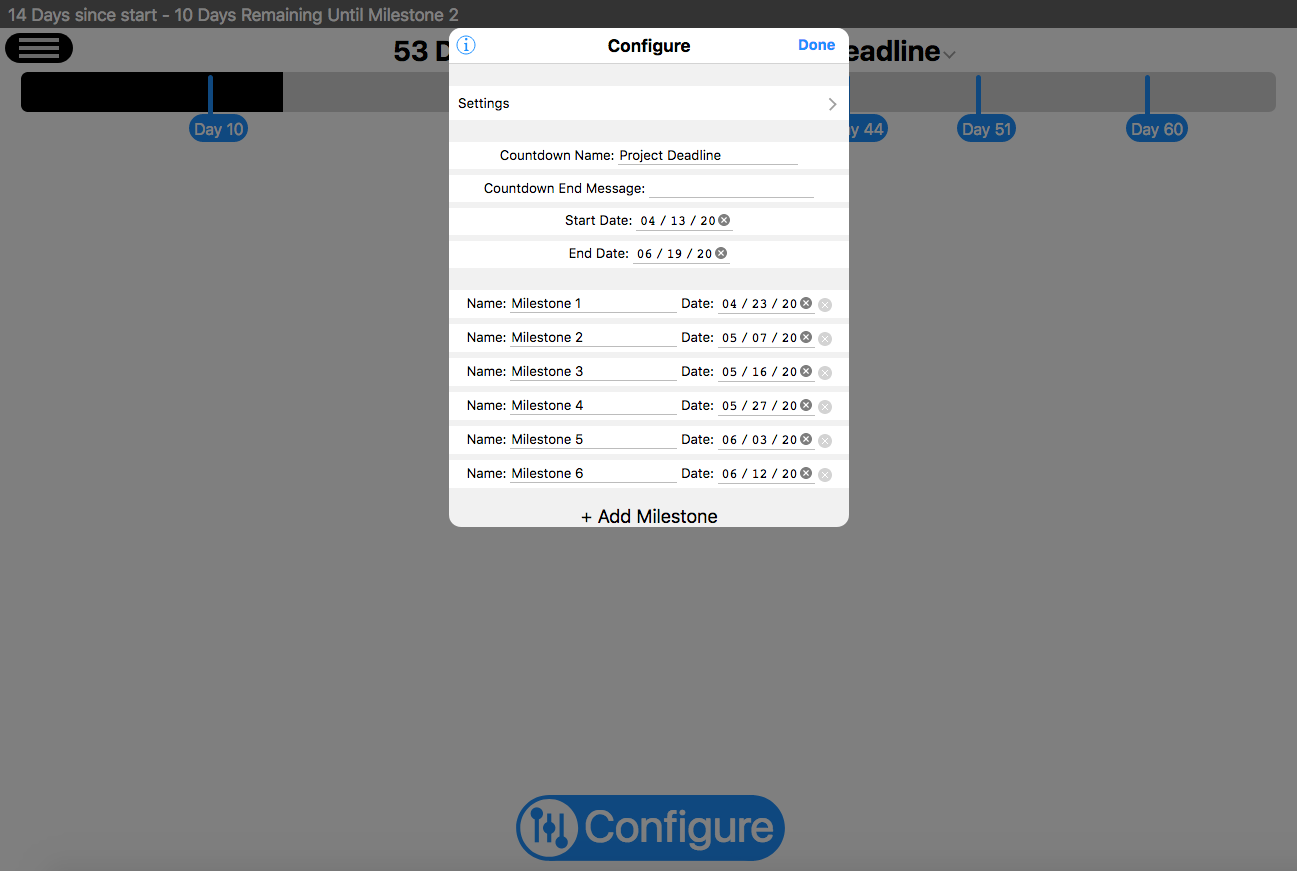 14 Days since start - 10 Days Remaining Until Milestone 2
53 D
eadline
Configure
Done
Settings
Day 10
y 44
Day 51
Day 60
Countdown Name: Project Deadline
Countdown End Message:
Start Date: 04 / 13 / 20
End Date: 06 / 19 / 20
Name: Milestone 1 Date: 04 / 23 / 20
Name: Milestone 2 Date: 05 / 07 / 20
Name: Milestone 3 Date: 05 / 16 / 20
Name: Milestone 4 Date: 05 / 27 / 20
Name: Milestone 5 Date: 06 / 03 / 20
Name: Milestone 6 Date: 06 / 12 / 20
+ Add Milestone
Configure